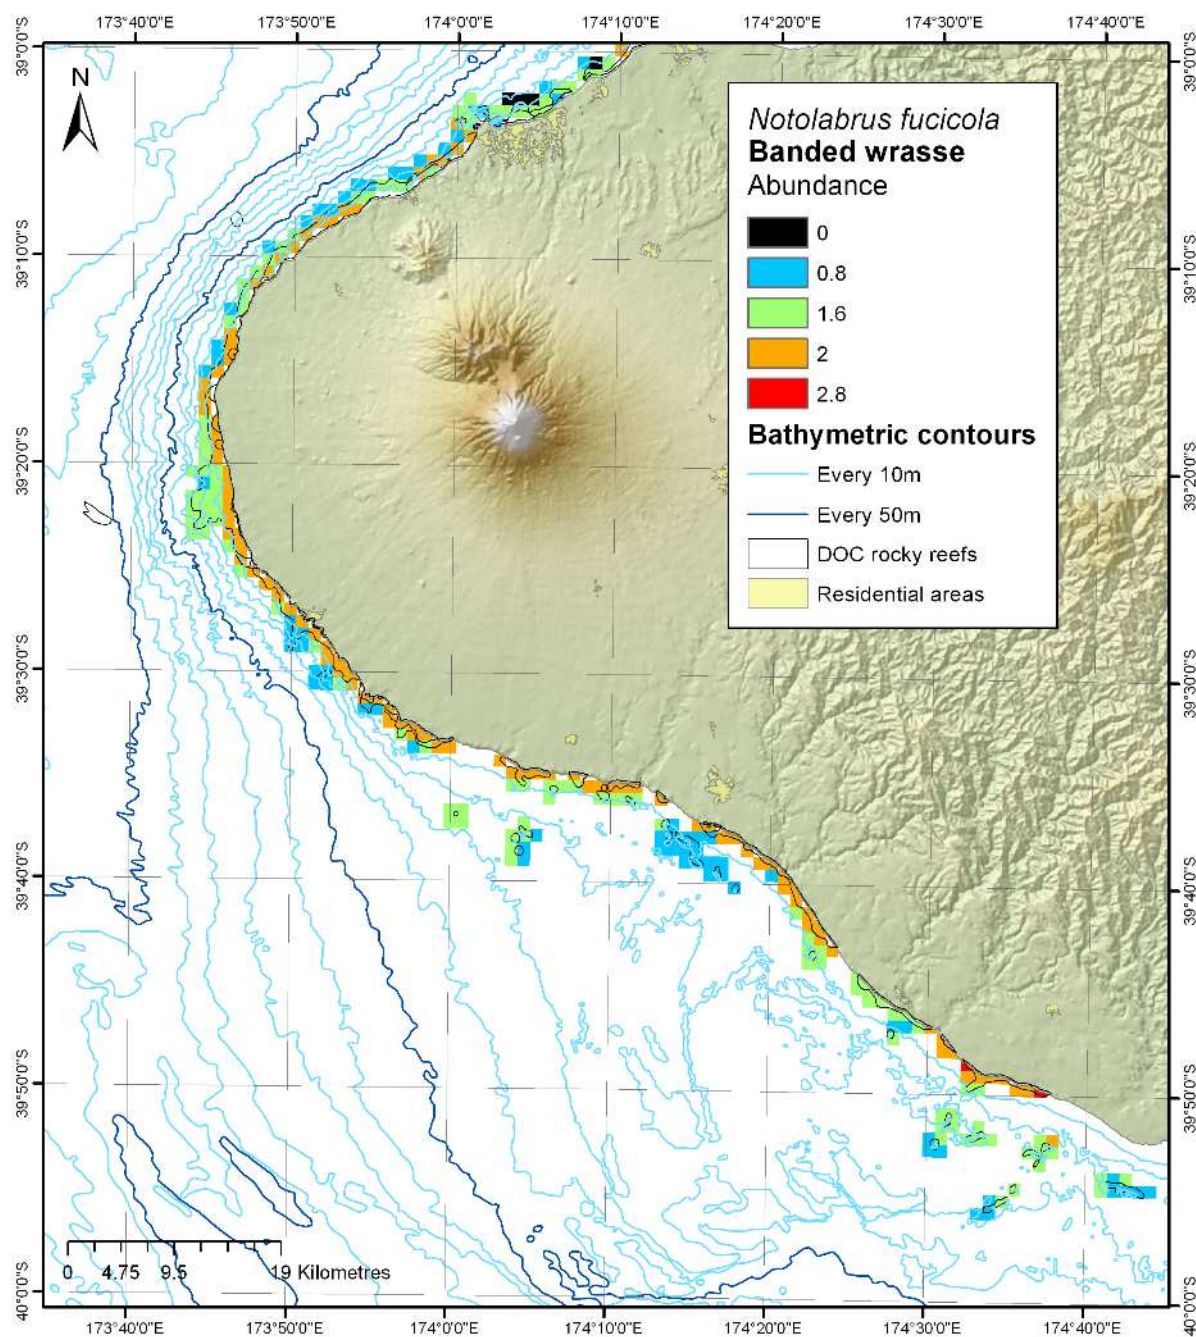 173°40'0"E 173°50'0"E 174°0'0"E 174°10'0"E 174°20'0"E 174°30'0"E 174°40'0"E
39°0'0"S
39°10'0"S
39°20'0"S
39°30'0"S
39°40'0"S
39°50'0"S
40°0'0"S
N
Notolabrus fucicola
Banded wrasse
Abundance
0
0.8
1.6
2
2.8
Bathymetric contours
Every 10m
Every 50m
DOC rocky reefs
Residential areas
39°0'0"S
39°10'0"S
39°20'0"S
39°30'0"S
39°40'0"S
39°50'0"S
40°0'0"S
0 4.75 9.5 19 Kilometres
173°40'0"E 173°50'0"E 174°0'0"E 174°10'0"E 174°20'0"E 174°30'0"E 174°40'0"E